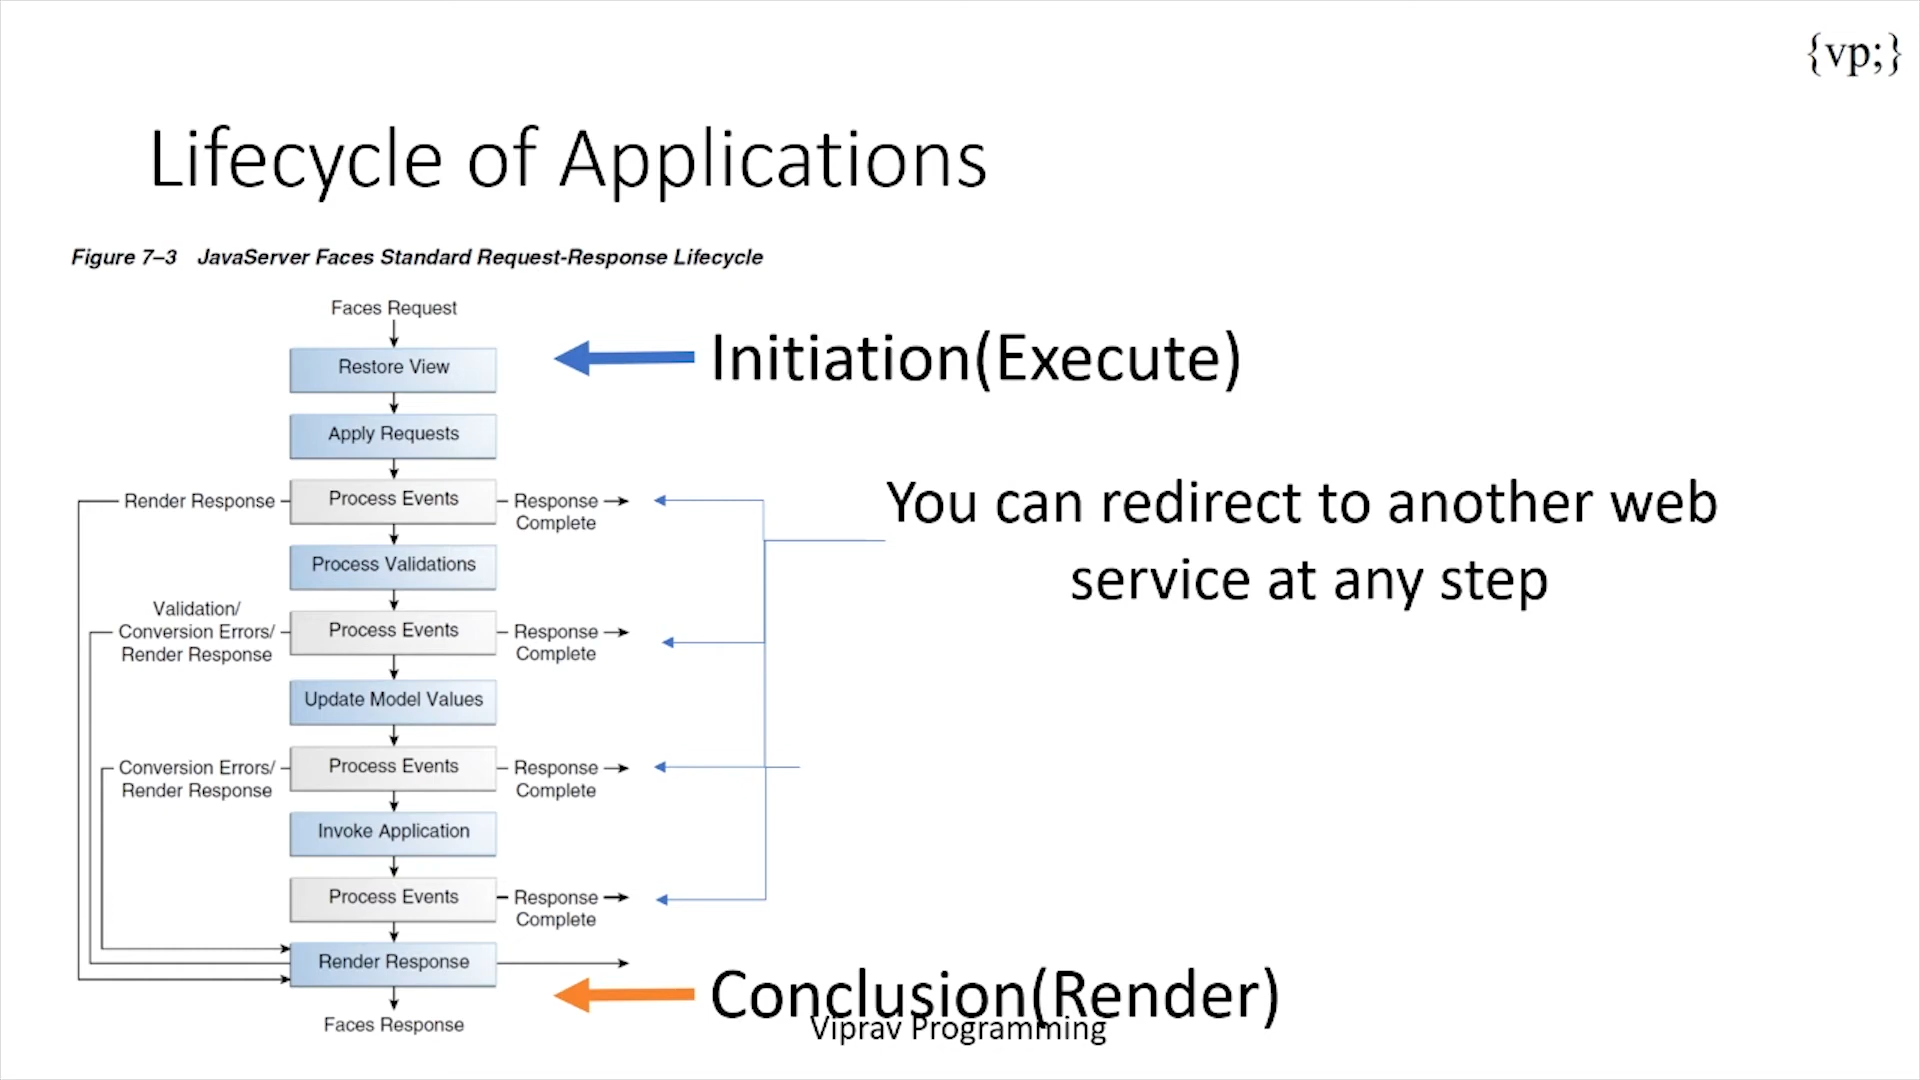 {vp;}
Lifecycle of Applications
Figure 7–3 JavaServer Faces Standard Request-Response Lifecycle
Faces Request
Restore View
Initiation(Execute)
Apply Requests
Render Response
Process Events
Response
Complete
You can redirect to another web
service at any step
Process Validations
Validation/
Conversion Errors/
Render Response
Process Events
Response
Complete
Update Model Values
Conversion Errors/
Render Response
Process Events
Response
Complete
Invoke Application
Process Events
Response
Complete
Render Response
Conclusion(Render)
Faces Response
Viprav Programming